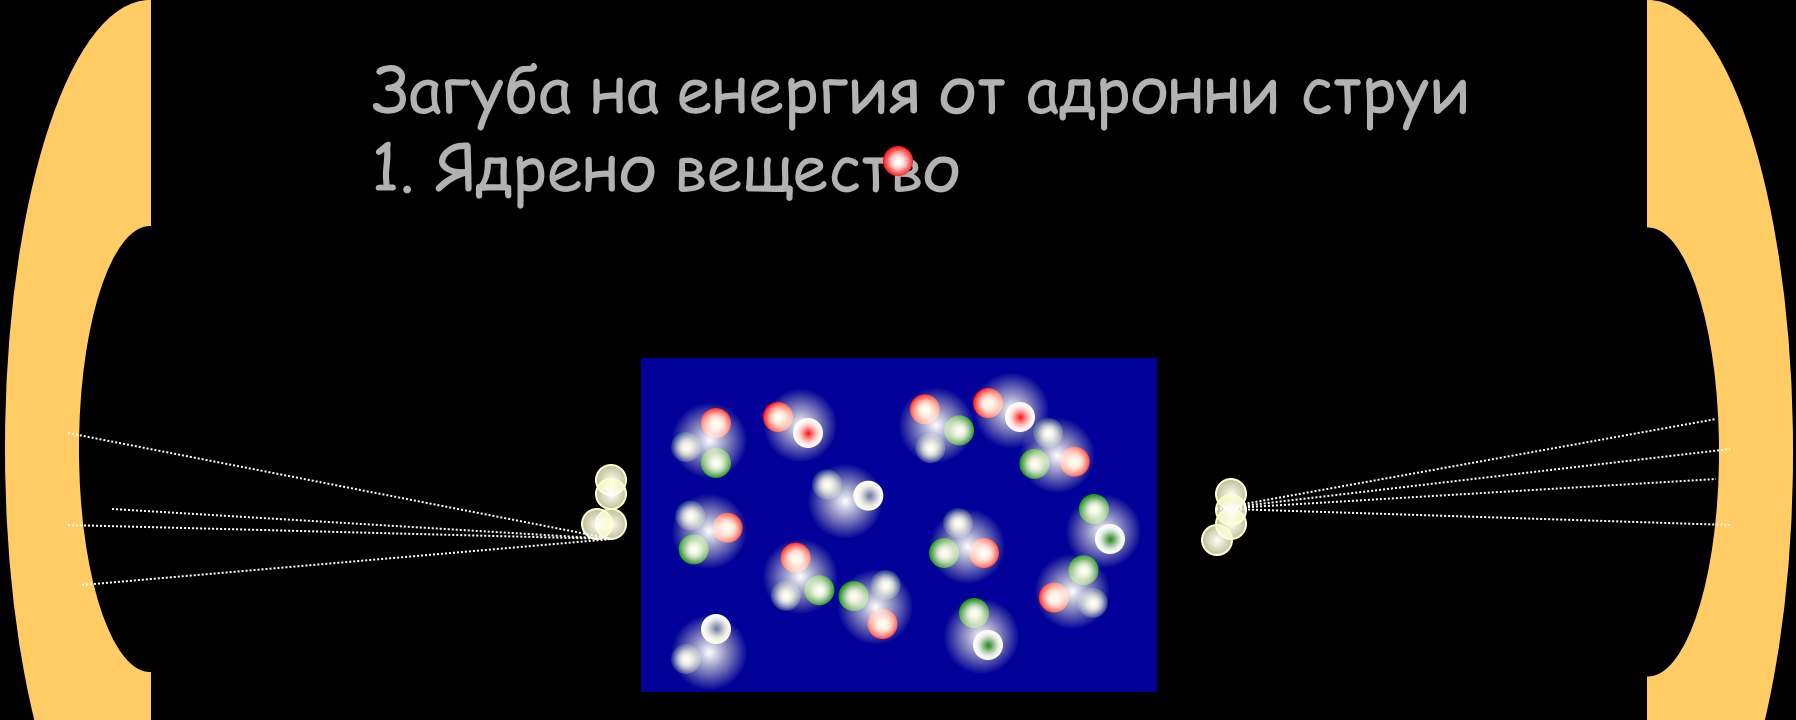 Загуба на енергия от адронни струи
1. Ядрено вещество